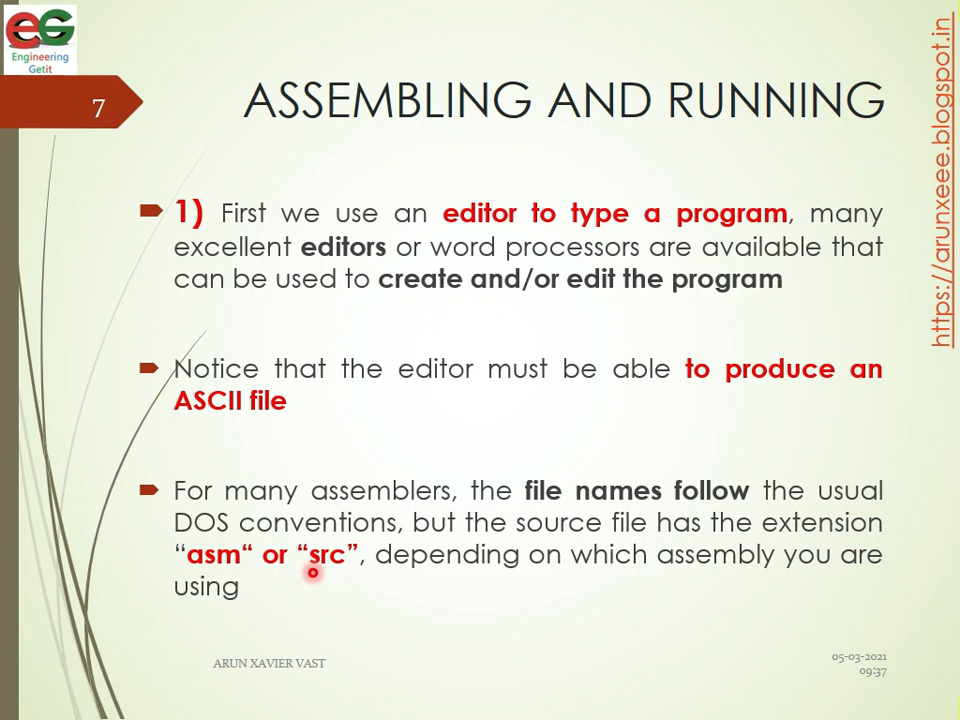 eG
Engineering
Getit
7
ASSEMBLING AND RUNNING
https://arunxeee.blogspot.in
1) First we use an editor to type a program, many
excellent editors or word processors are available that
can be used to create and/or edit the program
Notice that the editor must be able to produce an
ASCII file
For many assemblers, the file names follow the usual
DOS conventions, but the source file has the extension
“asm“ or “src”, depending on which assembly you are
using
ARUN XAVIER VAST
05-03-2021
09:37